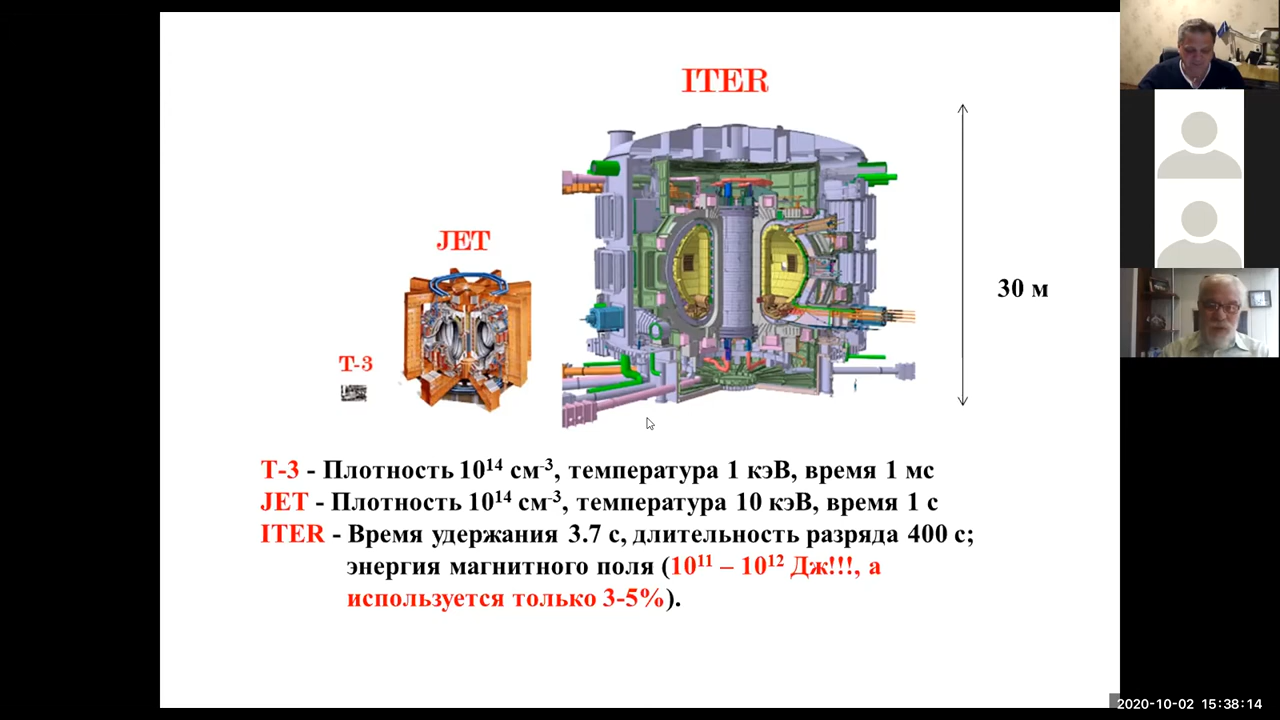 ITER
JET
30 м
Т-3
Т-3 - Плотность 10¹⁴ см⁻³, температура 1 кэВ, время 1 мс
JET - Плотность 10¹⁴ см⁻³, температура 10 кэВ, время 1 с
ITER - Время удержания 3.7 с, длительность разряда 400 с;
энергия магнитного поля (10¹¹ – 10¹² Дж!!!, а
используется только 3-5%).
2020-10-02 15:38:14